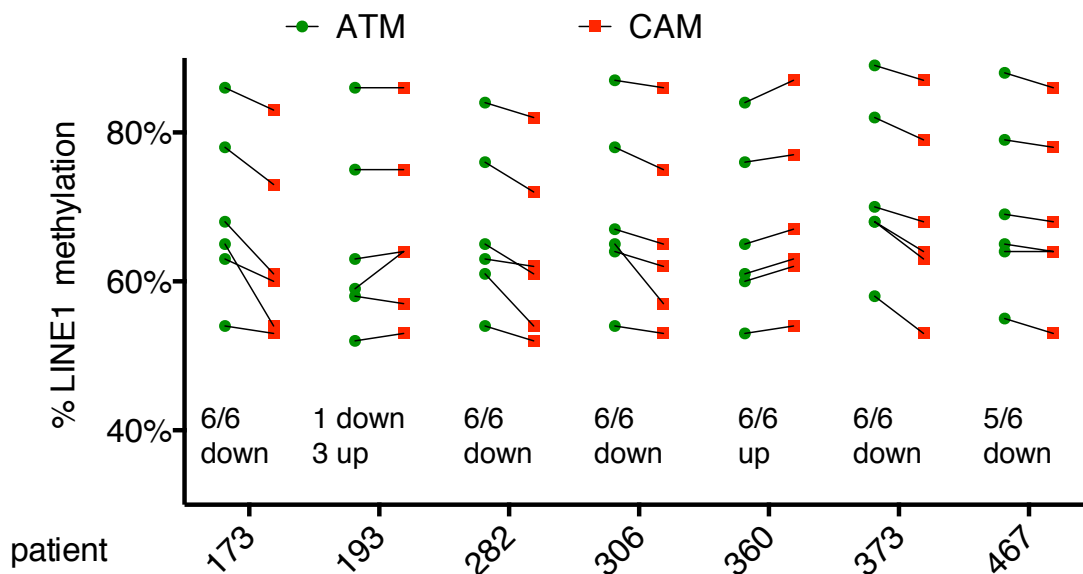 ATM CAM
% LINE1 methylation
80%
60%
40%
6/6 down
1 down 3 up
6/6 down
6/6 down
6/6 up
6/6 down
5/6 down
patient 173 193 282 306 360 373 467